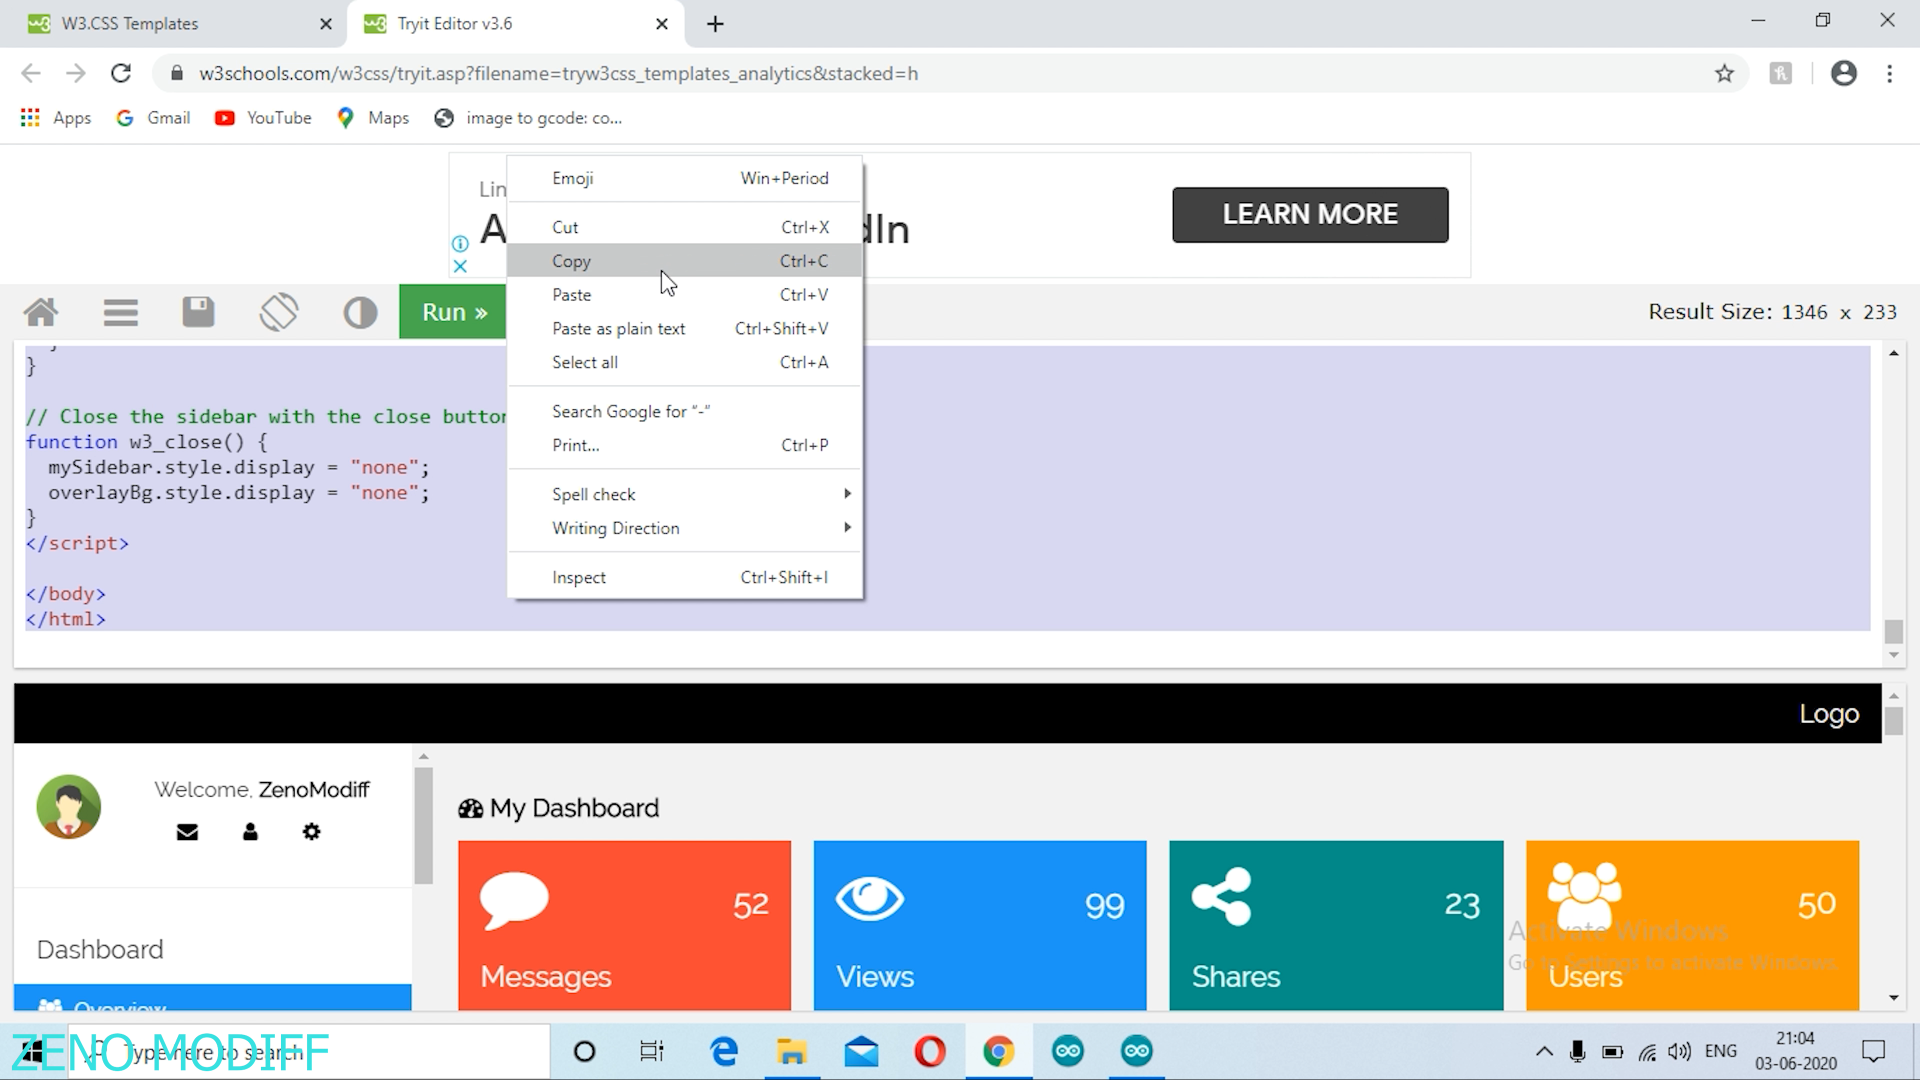 W3.CSS Templates
Tryit Editor v3.6
w3schools.com/w3css/tryit.asp?filename=tryw3css_templates_analytics&stacked=h
Apps
Gmail
YouTube
Maps
image to gcode: co...
Lin
A
dIn
LEARN MORE
Emoji Win+Period
Cut Ctrl+X
Copy Ctrl+C
Paste Ctrl+V
Paste as plain text Ctrl+Shift+V
Select all Ctrl+A
Search Google for “-”
Print... Ctrl+P
Spell check
Writing Direction
Inspect Ctrl+Shift+I
Run »
Result Size: 1346 x 233
}
// Close the sidebar with the close button
function w3_close() {
mySidebar.style.display = "none";
overlayBg.style.display = "none";
}
</script>
</body>
</html>
Logo
Welcome, ZenoModiff
My Dashboard
Dashboard
Overview
52
Messages
99
Views
23
Shares
50
Users
Activate Windows
Go to Settings to activate Windows.
ZENO MODIFF
Type here to search
ENG
21:04
03-06-2020